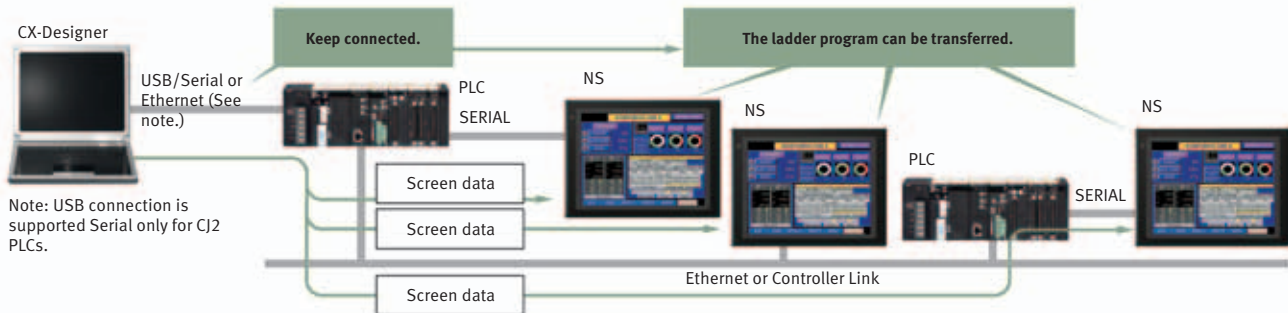 CX-Designer
Keep connected.
The ladder program can be transferred.
USB/Serial or
Ethernet (See
note.)
PLC
SERIAL
NS
NS
NS
PLC
SERIAL
Screen data
Screen data
Note: USB connection is
supported Serial only for CJ2
PLCs.
Ethernet or Controller Link
Screen data